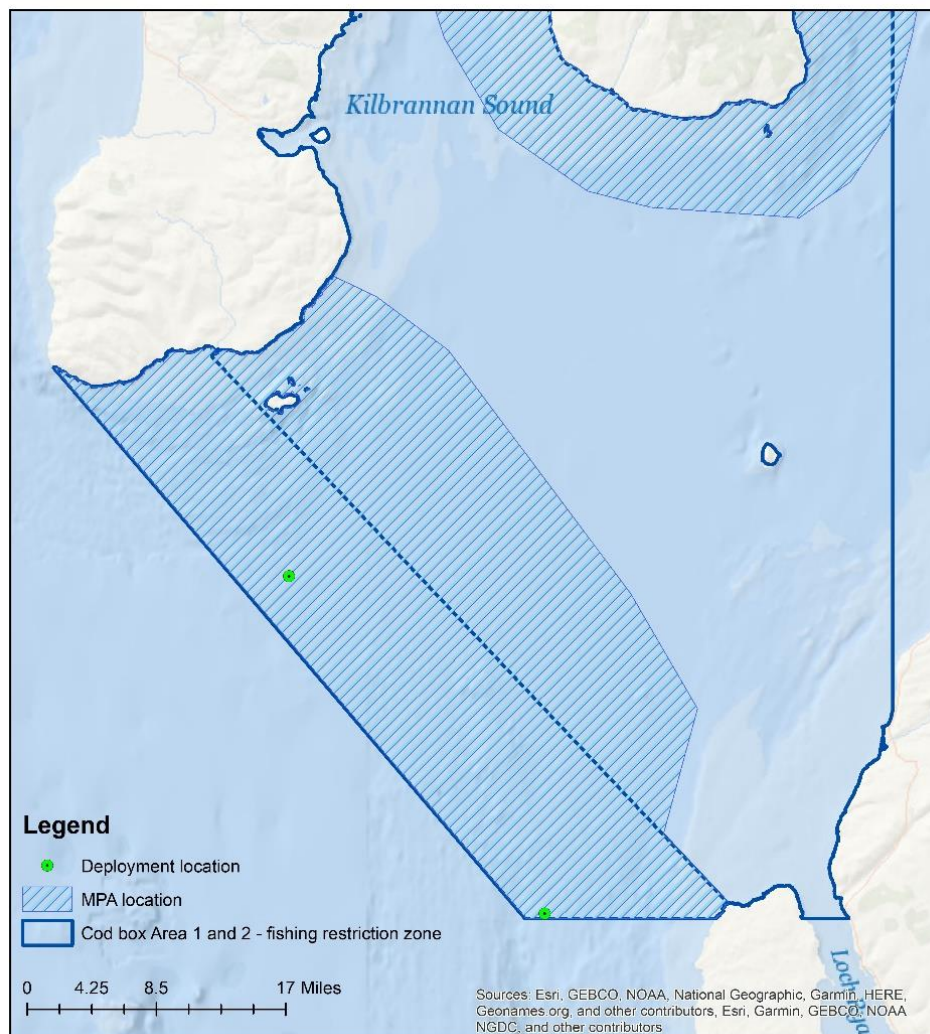 Kilbrannan Sound
Legend
Deployment location
MPA location
Cod box Area 1 and 2 - fishing restriction zone
0 4.25 8.5 17 Miles
Loch
Sources: Esri, GEBCO, NOAA, National Geographic, Garmin, HERE,
Geonames.org, and other contributors, Esri, Garmin, GEBCO, NOAA
NGDC, and other contributors